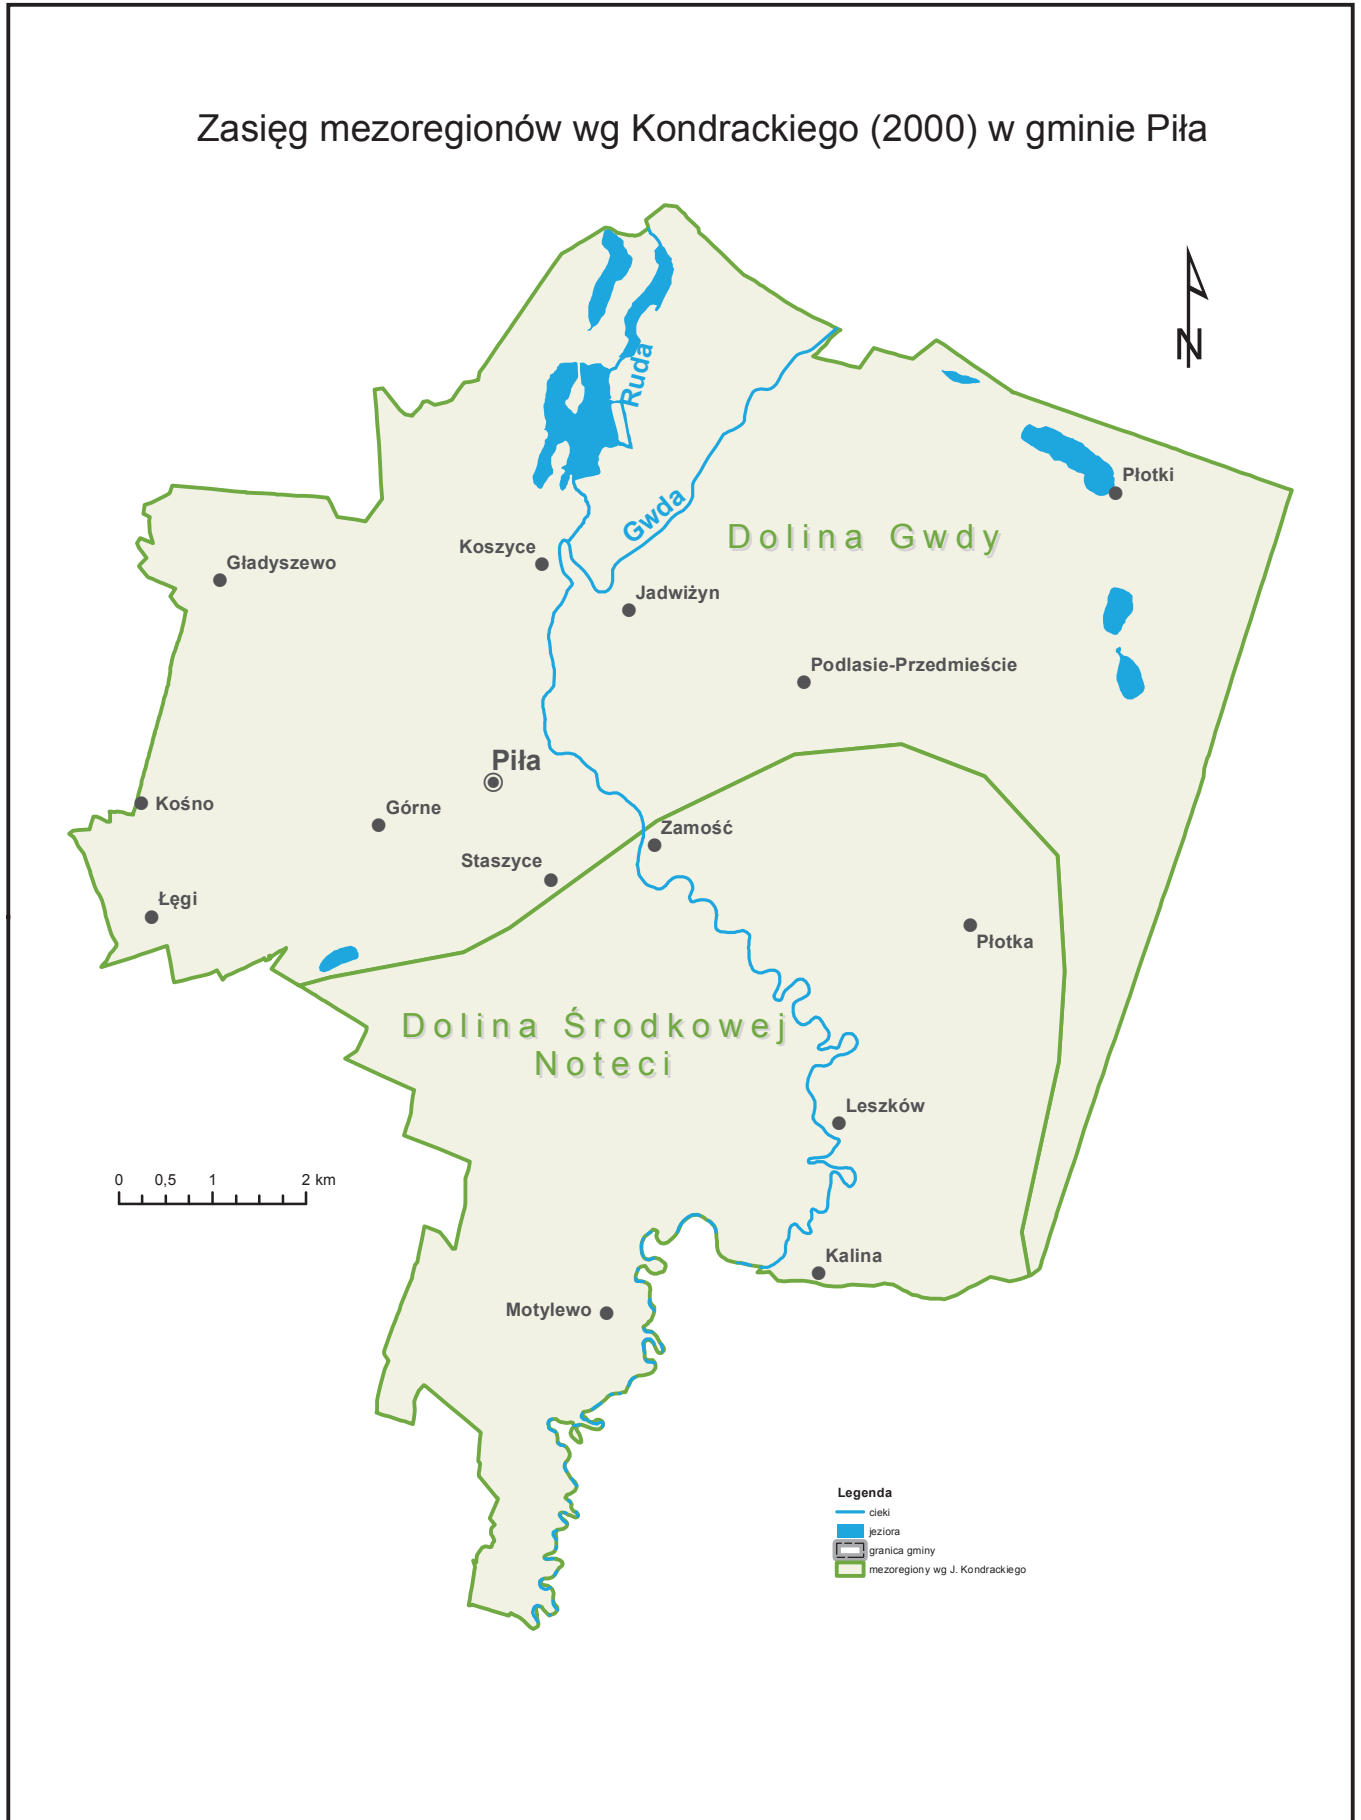 Zasięg mezoregionów wg Kondrackiego (2000) w gminie Piła
N
Ruda
Płotki
Gwda
Dolina Gwdy
Koszyce
Gładyszewo
Jadwiżyn
Podlasie-Przedmieście
Piła
Kośno
Górne
Zamość
Staszyce
Łęgi
Płotka
Dolina Środkowej
Noteci
Leszków
0 0,5 1 2 km
Kalina
Motylewo
Legenda
cieki
jeziora
granica gminy
mezoregiony wg J. Kondrackiego